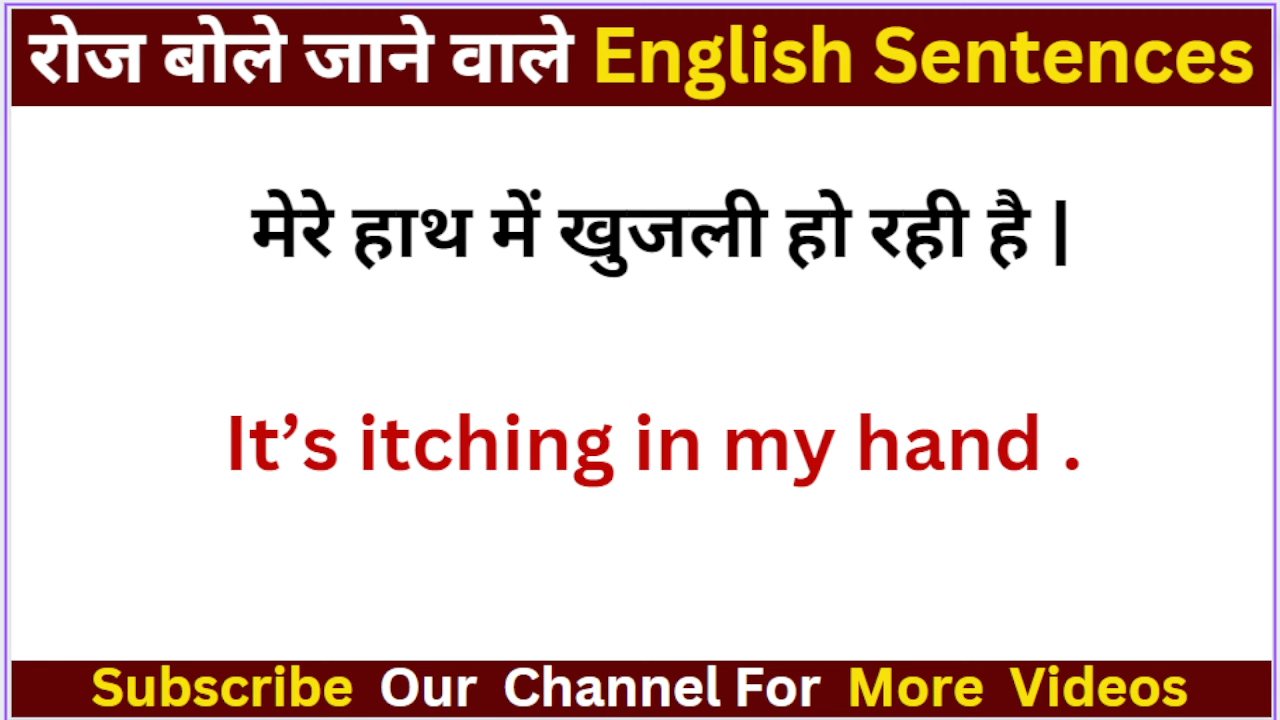 रोज बोले जाने वाले English Sentences
मेरे हाथ में खुजली हो रही है |
It’s itching in my hand .
Subscribe Our Channel For More Videos